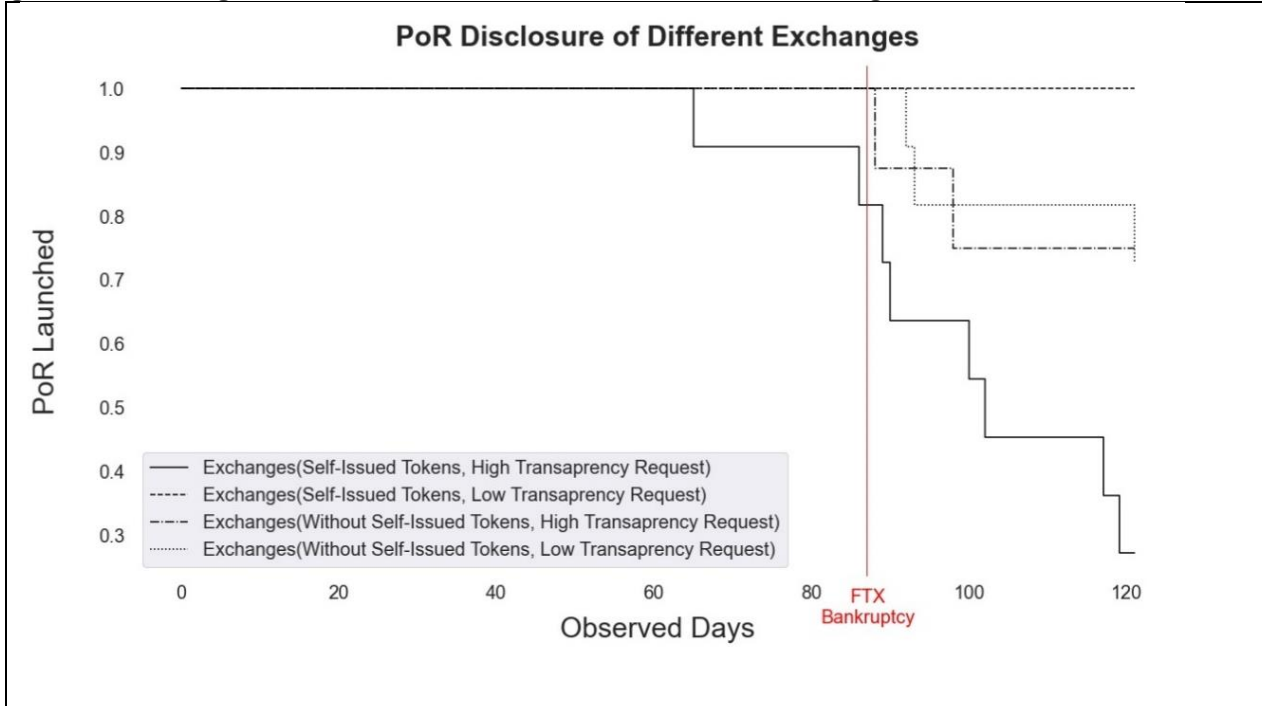 PoR Disclosure of Different Exchanges
1.0
0.9
0.8
0.7
0.6
0.5
0.4
0.3
PoR Launched
Exchanges(Self-Issued Tokens, High Transaprency Request)
Exchanges(Self-Issued Tokens, Low Transaprency Request)
Exchanges(Without Self-Issued Tokens, High Transaprency Request)
Exchanges(Without Self-Issued Tokens, Low Transaprency Request)
0 20 40 60 80 100 120
FTX
Bankruptcy
Observed Days